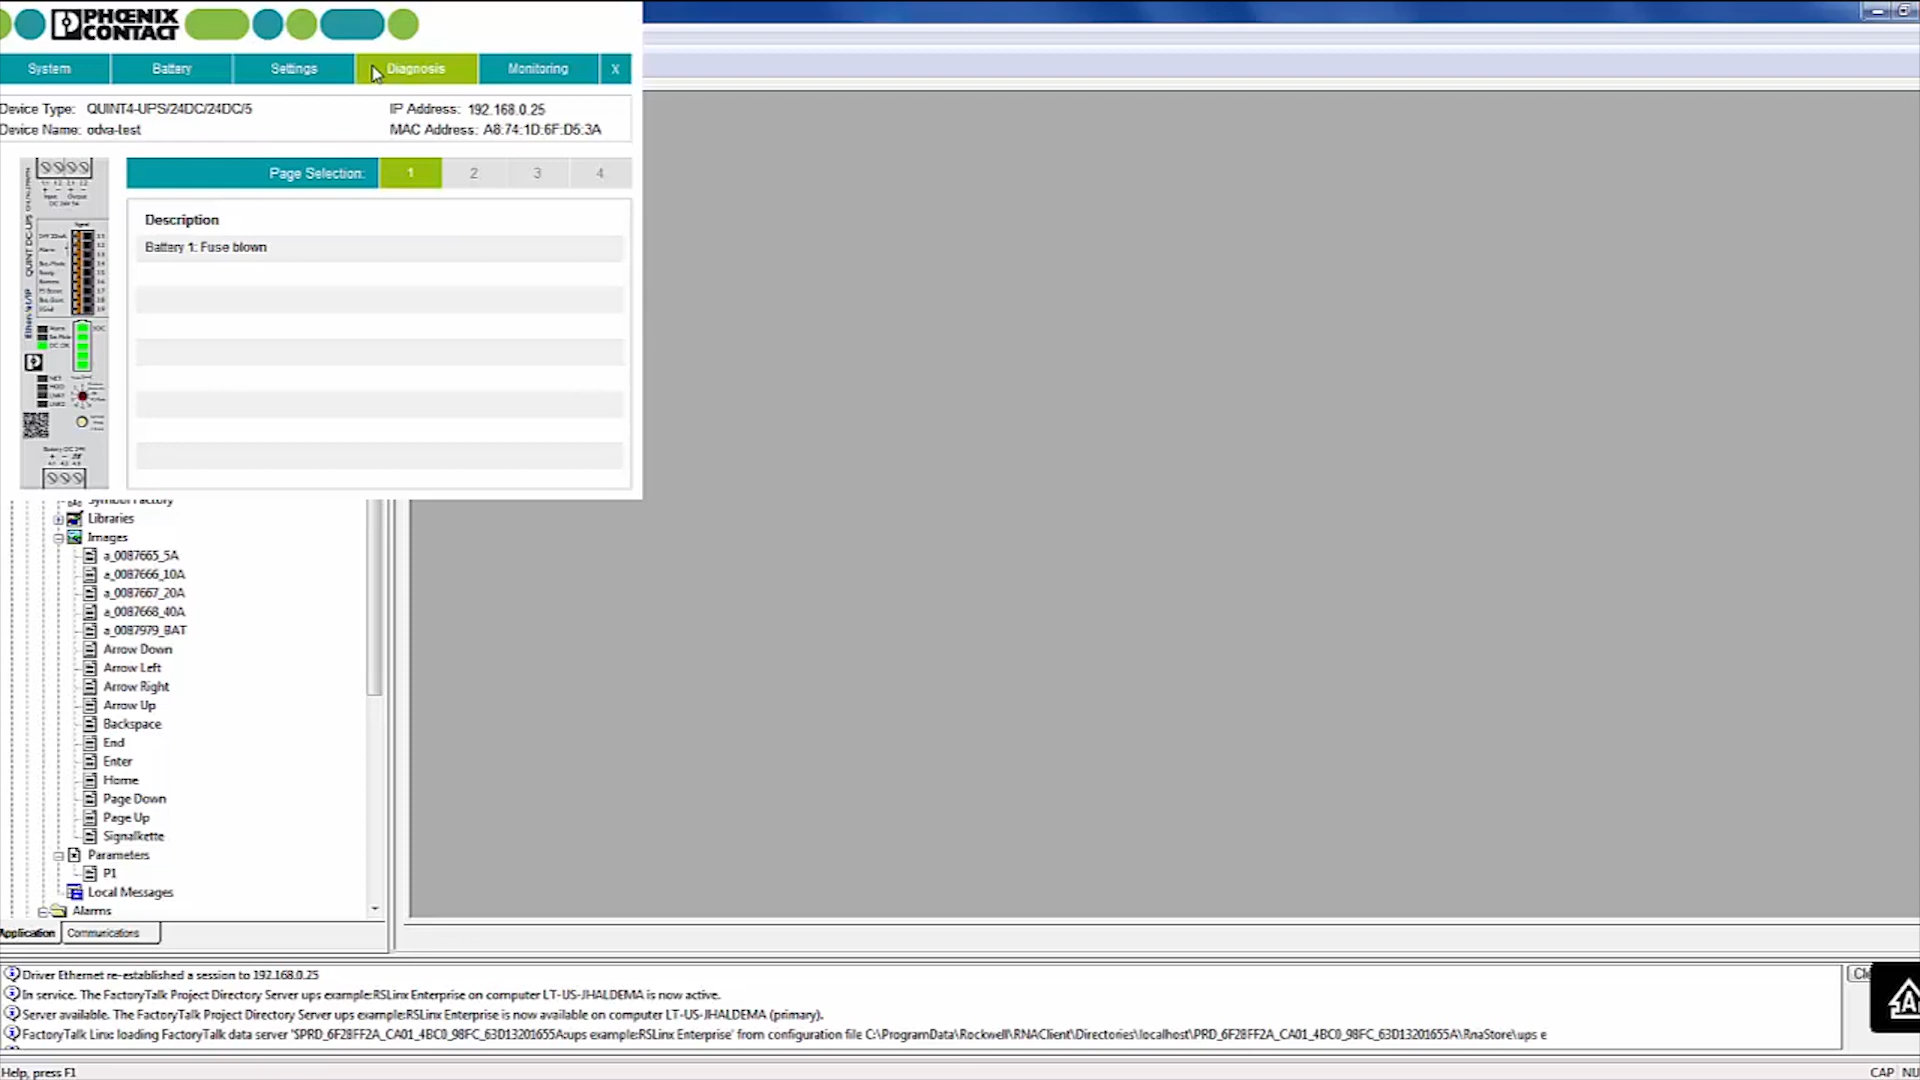 PHŒNIX
CONTACT
System Battery Settings Diagnosis Monitoring X
Device Type: QUINT4-UPS/24DC/24DC/5 IP Address: 192.168.0.25
Device Name: odva-test MAC Address: A8:74:1D:6F:D5:3A
Page Selection: 1 2 3 4
Description
Battery 1: Fuse blown
Symbol Factory
Libraries
Images
a_0087665_5A
a_0087666_10A
a_0087667_20A
a_0087668_40A
a_0087979_BAT
Arrow Down
Arrow Left
Arrow Right
Arrow Up
Backspace
End
Enter
Home
Page Down
Page Up
Signalkette
Parameters
P1
Local Messages
Alarms
Application Communications
Driver Ethernet re-established a session to 192.168.0.25
In service. The FactoryTalk Project Directory Server ups example:RSLinx Enterprise on computer LT-US-JHALDEMA is now active.
Server available. The FactoryTalk Project Directory Server ups example:RSLinx Enterprise is now available on computer LT-US-JHALDEMA (primary).
FactoryTalk Linx: loading FactoryTalk data server 'SPRD_6F28FF2A_CA01_4BC0_98FC_63D13201655A:ups example:RSLinx Enterprise' from configuration file C:\ProgramData\Rockwell\RNAClient\Directories\localhost\PRD_6F28FF2A_CA01_4BC0_98FC_63D13201655A\RnaStore\ups e
Help, press F1 CAP NU